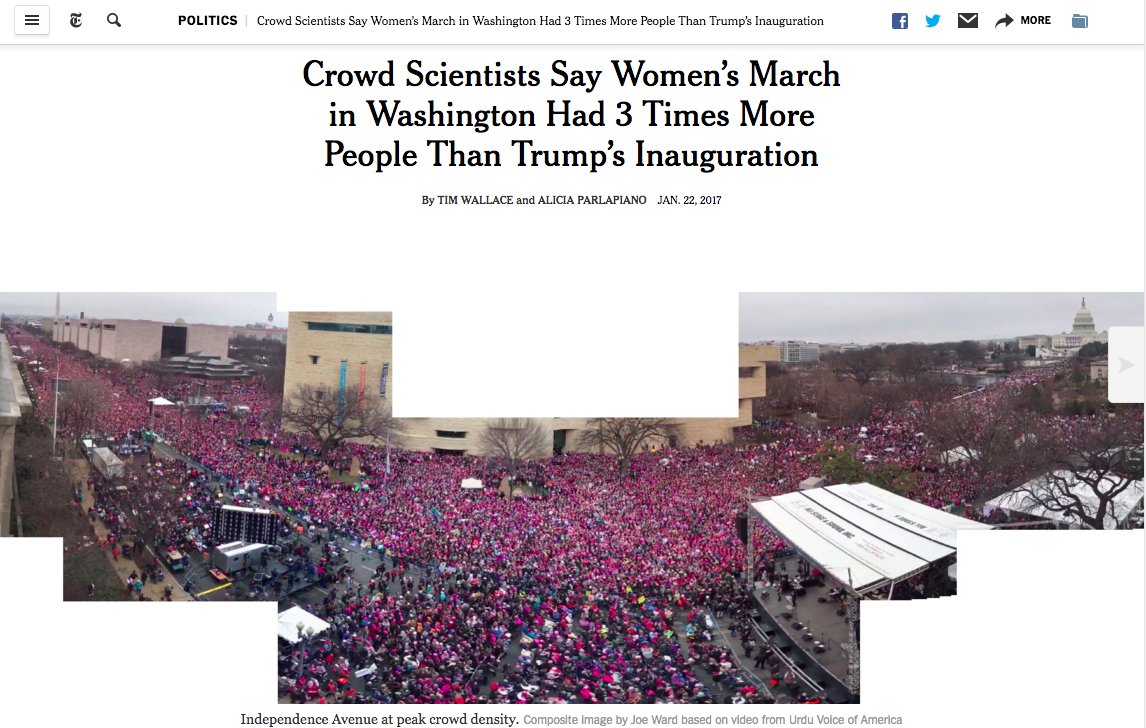 POLITICS | Crowd Scientists Say Women’s March in Washington Had 3 Times More People Than Trump’s Inauguration
MORE
Crowd Scientists Say Women’s March
in Washington Had 3 Times More
People Than Trump’s Inauguration
By TIM WALLACE and ALICIA PARLAPIANO JAN. 22, 2017
Independence Avenue at peak crowd density. Composite image by Joe Ward based on video from Urdu Voice of America